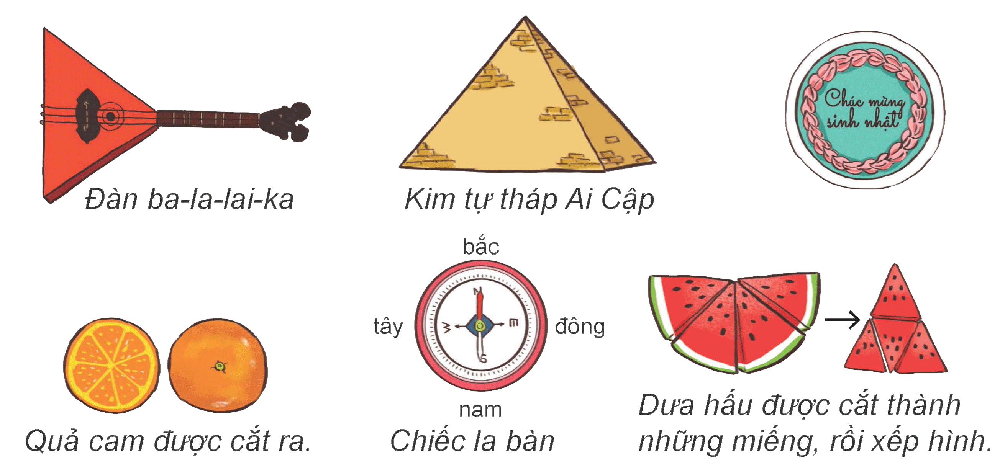 Chúc mừng
sinh nhật
Đàn ba-la-lai-ka
Kim tự tháp Ai Cập
bắc
N
tây
W
E
đông
S
nam
Quả cam được cắt ra.
Chiếc la bàn
Dưa hấu được cắt thành
những miếng, rồi xếp hình.